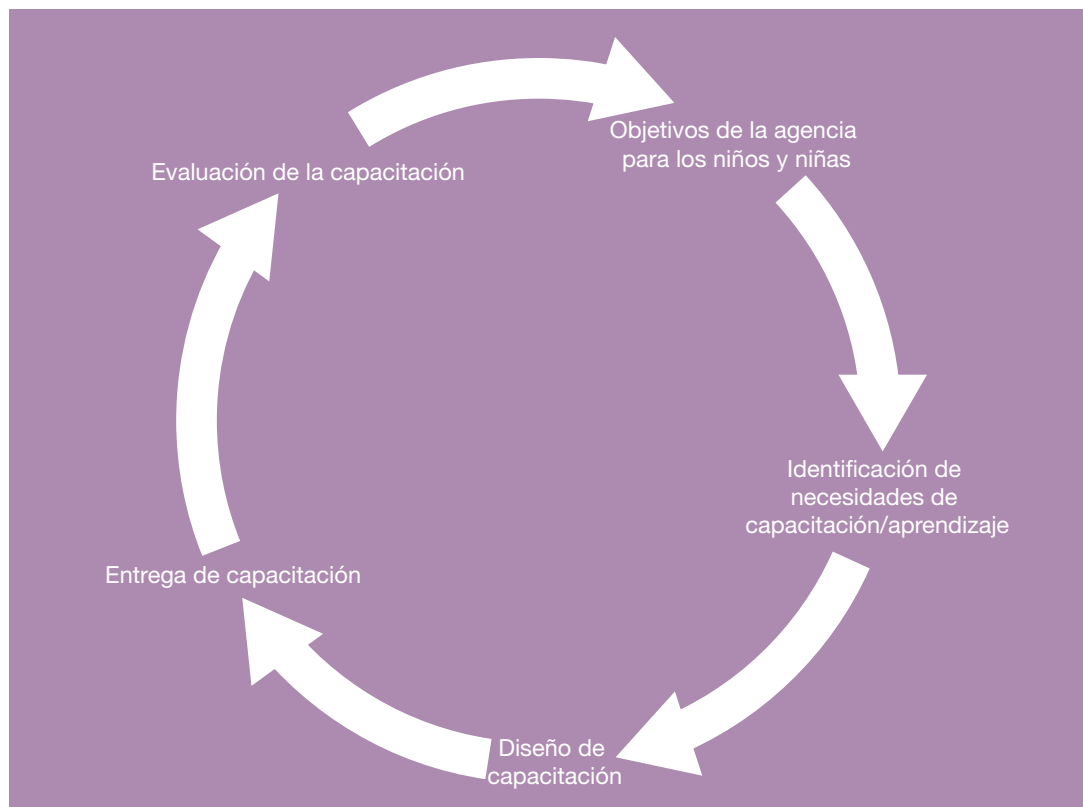 Objetivos de la agencia
para los niños y niñas
Identificación de
necesidades de
capacitación/aprendizaje
Diseño de
capacitación
Entrega de capacitación
Evaluación de la capacitación